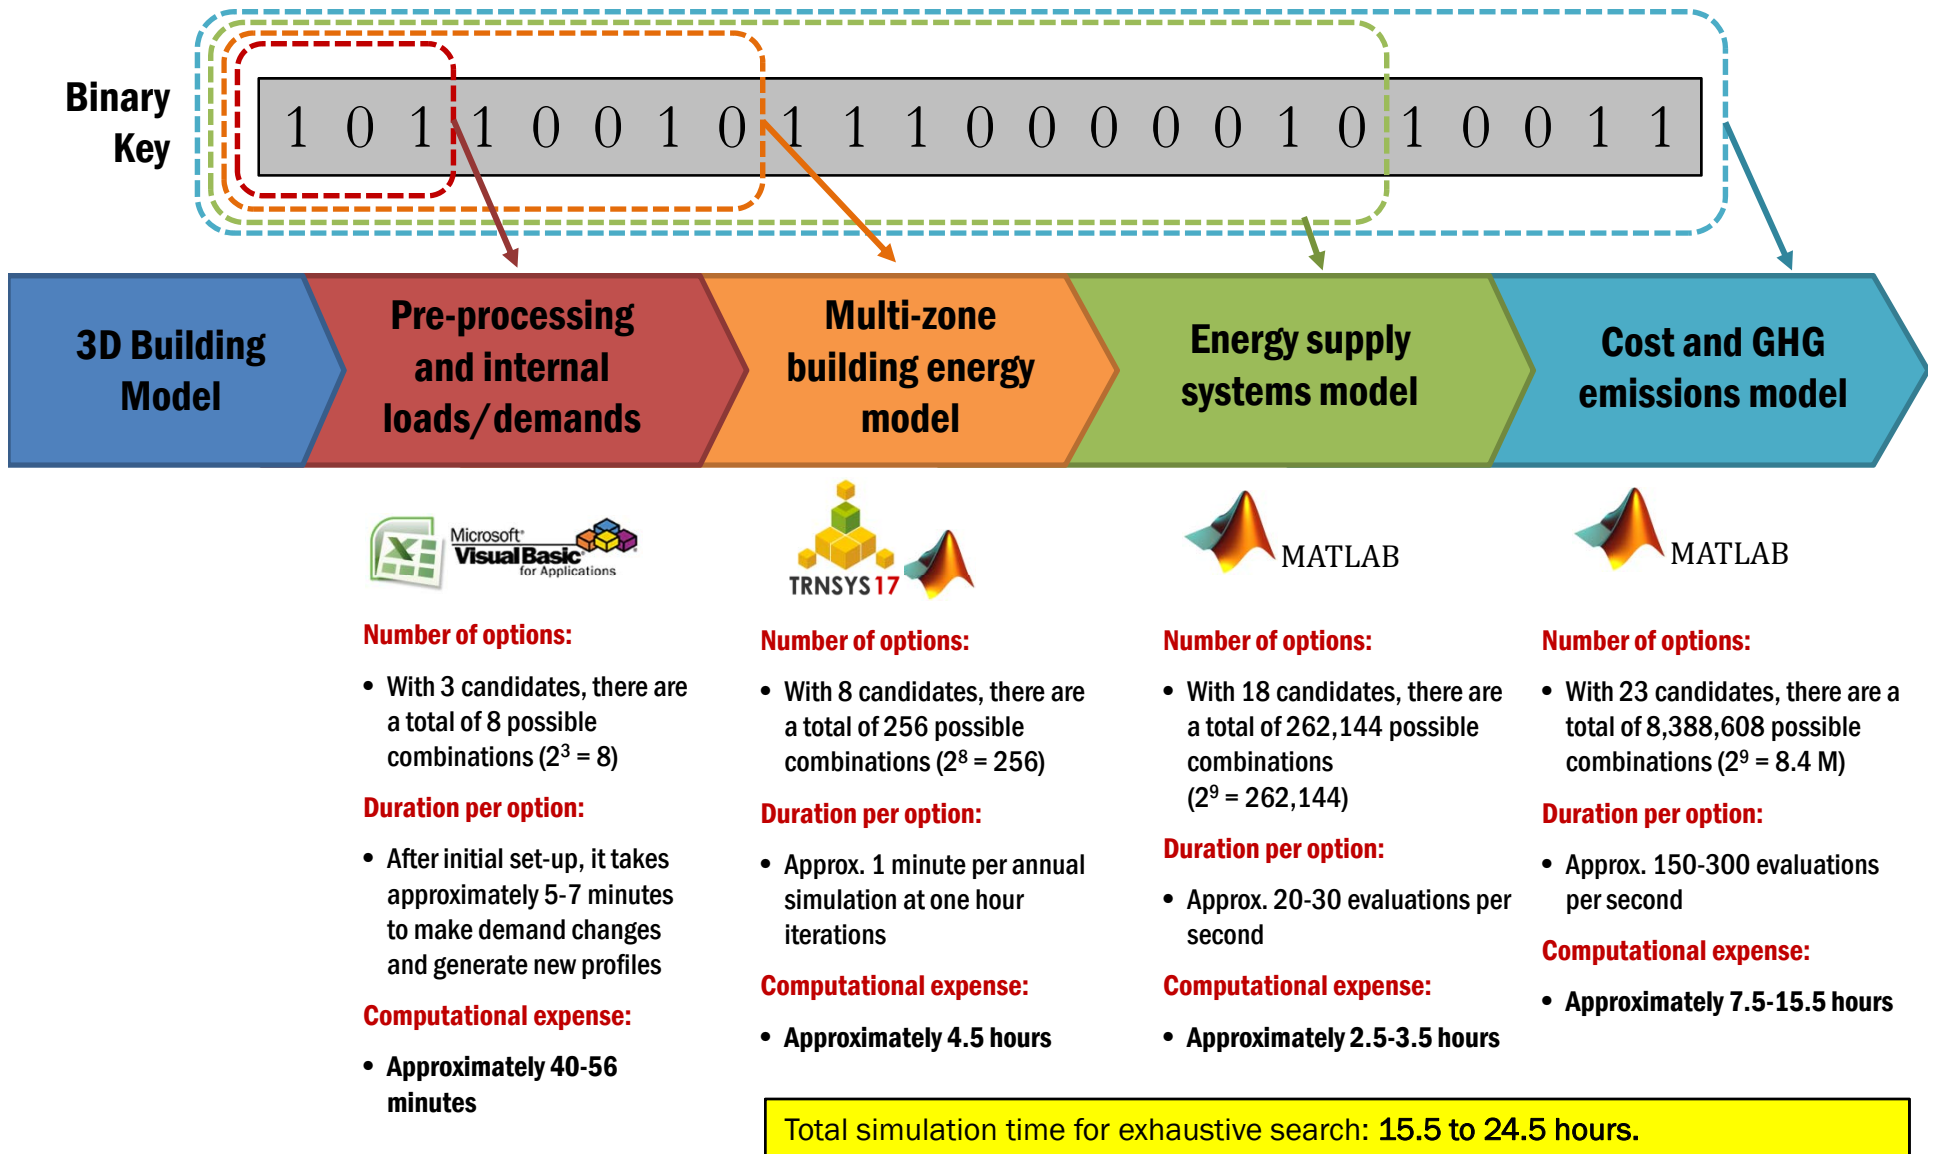 Binary
Key
1 0 1 1 0 0 1 0 1 1 1 0 0 0 0 0 1 0 1 0 0 1 1
3D Building
Model
Pre-processing
and internal
loads/demands
Multi-zone
building energy
model
Energy supply
systems model
Cost and GHG
emissions model
Microsoft®
Visual Basic®
for Applications
Number of options:
• With 3 candidates, there are
a total of 8 possible
combinations (2³ = 8)
Duration per option:
• After initial set-up, it takes
approximately 5-7 minutes
to make demand changes
and generate new profiles
Computational expense:
• Approximately 40-56
minutes
TRNSYS 17
Number of options:
• With 8 candidates, there are
a total of 256 possible
combinations (2⁸ = 256)
Duration per option:
• Approx. 1 minute per annual
simulation at one hour
iterations
Computational expense:
• Approximately 4.5 hours
MATLAB
Number of options:
• With 18 candidates, there are
a total of 262,144 possible
combinations
(2⁹ = 262,144)
Duration per option:
• Approx. 20-30 evaluations per
second
Computational expense:
• Approximately 2.5-3.5 hours
MATLAB
Number of options:
• With 23 candidates, there are a
total of 8,388,608 possible
combinations (2⁹ = 8.4 M)
Duration per option:
• Approx. 150-300 evaluations
per second
Computational expense:
• Approximately 7.5-15.5 hours
Total simulation time for exhaustive search: 15.5 to 24.5 hours.